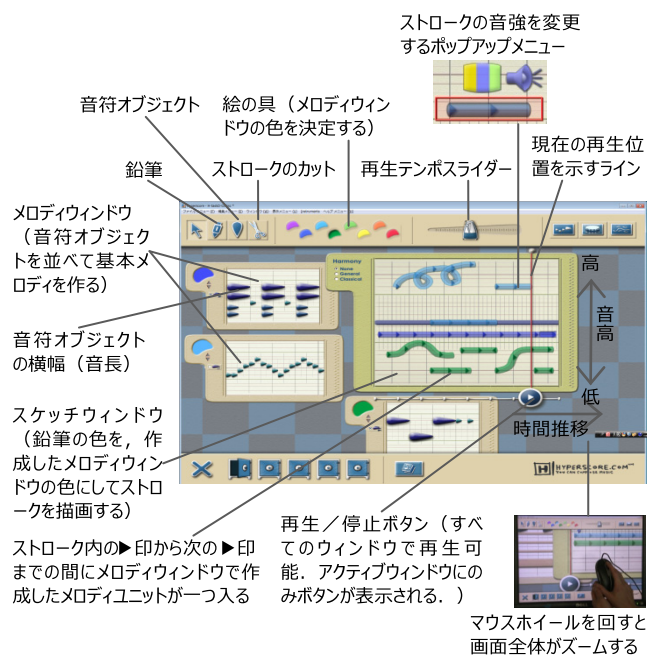 ストロークの音強を変更
するポップアップメニュー
音符オブジェクト
絵の具（メロディウィン
ドウの色を決定する）
現在の再生位
置を示すライン
鉛筆
ストロークのカット
再生テンポスライダー
メロディウィンドウ
（音符オブジェク
トを並べて基本メ
ロディを作る）
Harmony
None
General
Classical
高
音高
低
音符オブジェクト
の横幅（音長）
時間推移
スケッチウィンドウ
（鉛筆の色を，作
成したメロディウィン
ドウの色にしてストロ
ークを描画する）
HYPERSCORE.COM
YOU CAN COMPOSE MUSIC
ストローク内の▶印から次の▶印
までの間にメロディウィンドウで作
成したメロディユニットが一つ入る
再生／停止ボタン（すべ
てのウィンドウで再生可
能．アクティブウィンドウにの
みボタンが表示される．）
マウスホイールを回すと
画面全体がズームする